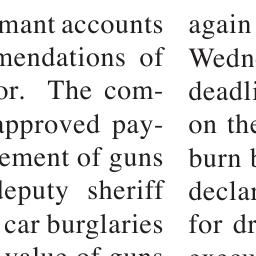 mant accounts
mendations of
or. The com-
approved pay-
ement of guns
deputy sheriff
car burglaries
value of guns
again
Wedn
deadli
on the
burn b
declar
for dr
execu